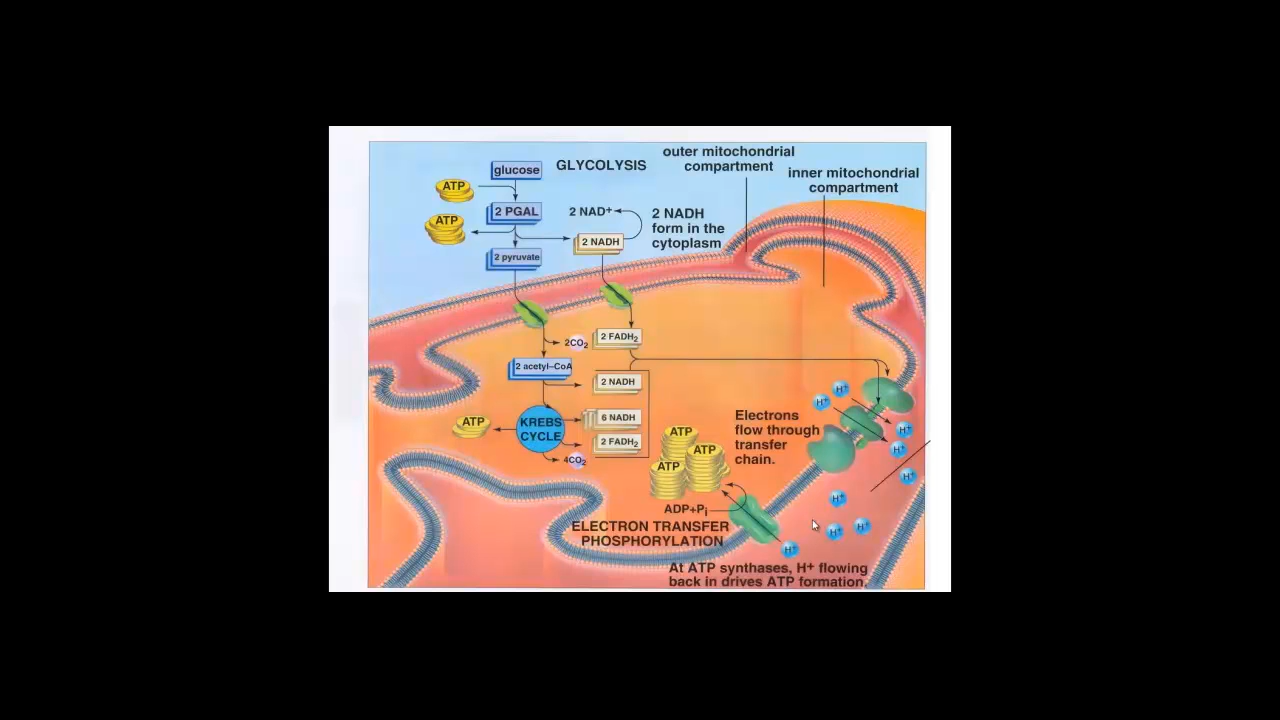 outer mitochondrial
compartment
glucose
GLYCOLYSIS
inner mitochondrial
compartment
ATP
2 PGAL
2 NAD+
2 NADH
form in the
cytoplasm
ATP
2 NADH
2 pyruvate
2CO₂
2 FADH₂
2 acetyl–CoA
2 NADH
H+
H+
ATP
KREBS
CYCLE
6 NADH
2 FADH₂
4CO₂
Electrons
flow through
transfer
chain.
H+
H+
H+
ATP
ATP
ATP
ADP+Pi
H+
H+
H+
H+
ELECTRON TRANSFER
PHOSPHORYLATION
At ATP synthases, H+ flowing
back in drives ATP formation.